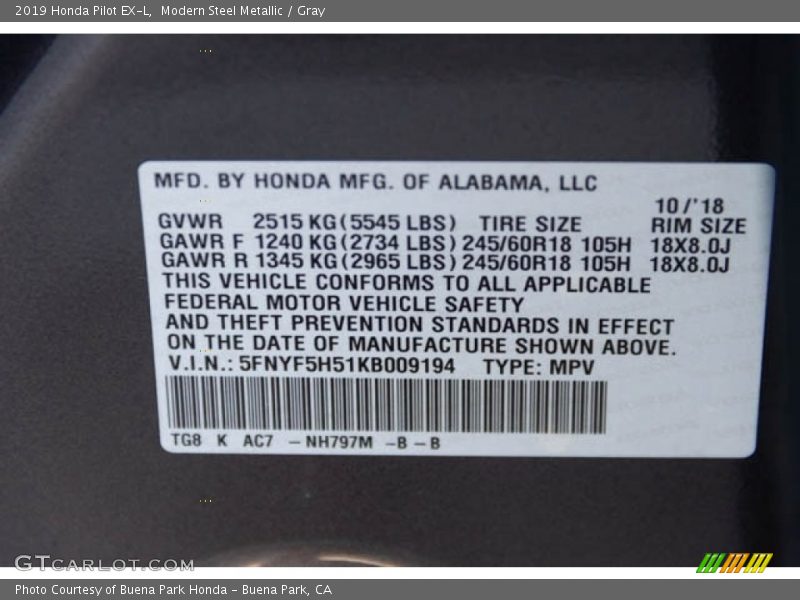 2019 Honda Pilot EX-L,  Modern Steel Metallic / Gray
MFD. BY HONDA MFG. OF ALABAMA, LLC
10/'18
GVWR 2515 KG (5545 LBS) TIRE SIZE RIM SIZE
GAWR F 1240 KG (2734 LBS) 245/60R18 105H 18X8.0J
GAWR R 1345 KG (2965 LBS) 245/60R18 105H 18X8.0J
THIS VEHICLE CONFORMS TO ALL APPLICABLE
FEDERAL MOTOR VEHICLE SAFETY
AND THEFT PREVENTION STANDARDS IN EFFECT
ON THE DATE OF MANUFACTURE SHOWN ABOVE.
V.I.N.: 5FNYF5H51KB009194 TYPE: MPV
TG8 K AC7 -NH797M -B-B
GTCARLOT.COM
Photo Courtesy of Buena Park Honda - Buena Park, CA